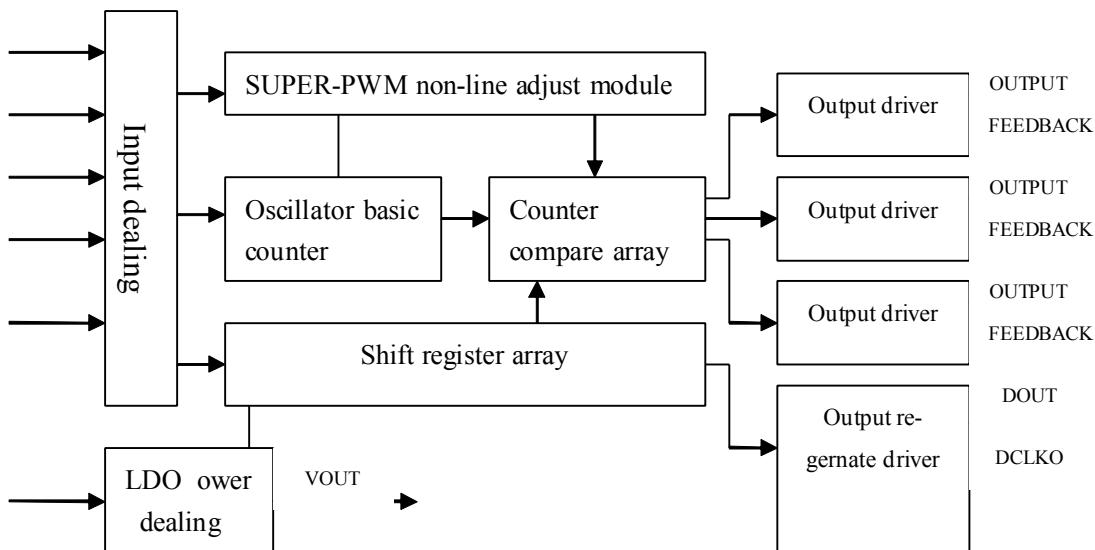 Input dealing
SUPER-PWM non-line adjust module
Oscillator basic
counter
Counter
compare array
Shift register array
LDO ower
dealing
VOUT
Output driver
OUTPUT
FEEDBACK
Output driver
OUTPUT
FEEDBACK
Output driver
OUTPUT
FEEDBACK
Output re-
gernate driver
DOUT
DCLKO